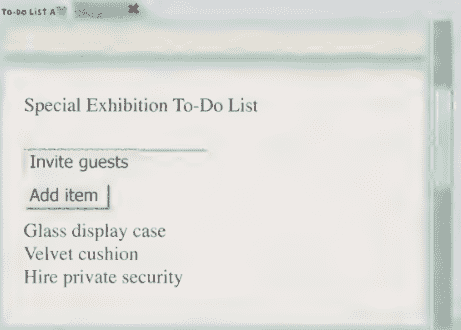 To-Do List A
Special Exhibition To-Do List
Invite guests
Add item
Glass display case
Velvet cushion
Hire private security